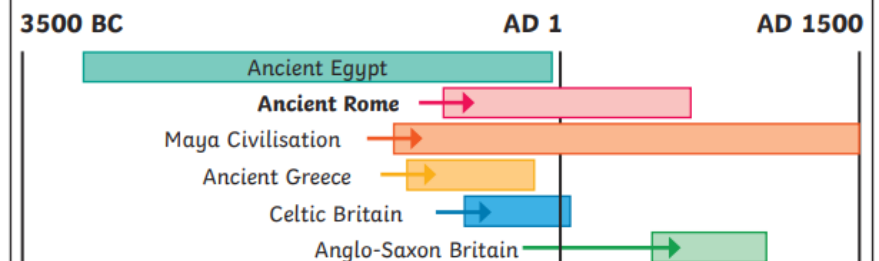 3500 BC AD 1 AD 1500
Ancient Egypt
Ancient Rome
Maya Civilisation
Ancient Greece
Celtic Britain
Anglo-Saxon Britain